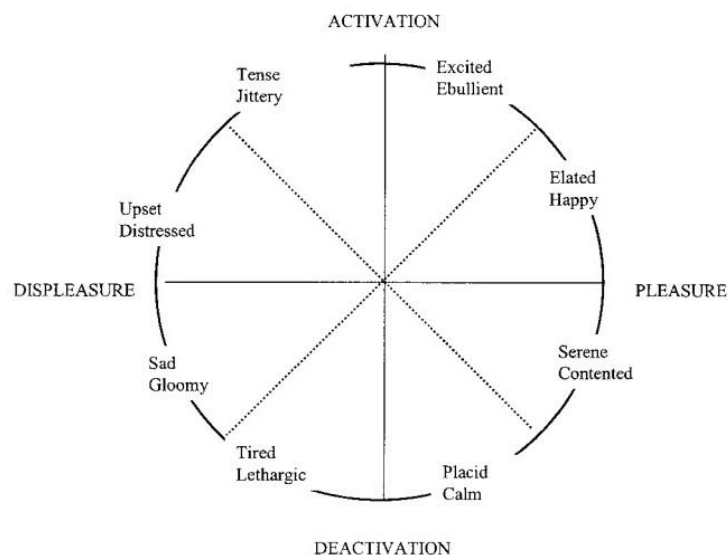 ACTIVATION
Tense
Jittery
Excited
Ebullient
Upset
Distressed
Elated
Happy
DISPLEASURE
PLEASURE
Sad
Gloomy
Serene
Contented
Tired
Lethargic
Placid
Calm
DEACTIVATION